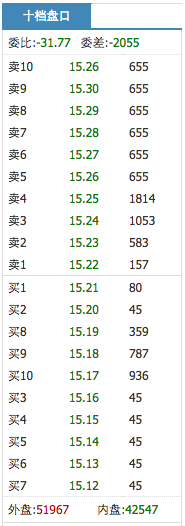 十档盘口
委比:-31.77 委差:-2055
卖10 15.26 655
卖9 15.30 655
卖8 15.29 655
卖7 15.28 655
卖6 15.27 655
卖5 15.26 655
卖4 15.25 1814
卖3 15.24 1053
卖2 15.23 583
卖1 15.22 157
买1 15.21 80
买2 15.20 45
买8 15.19 359
买9 15.18 787
买10 15.17 936
买3 15.16 45
买4 15.15 45
买5 15.14 45
买6 15.13 45
买7 15.12 45
外盘:51967 内盘:42547